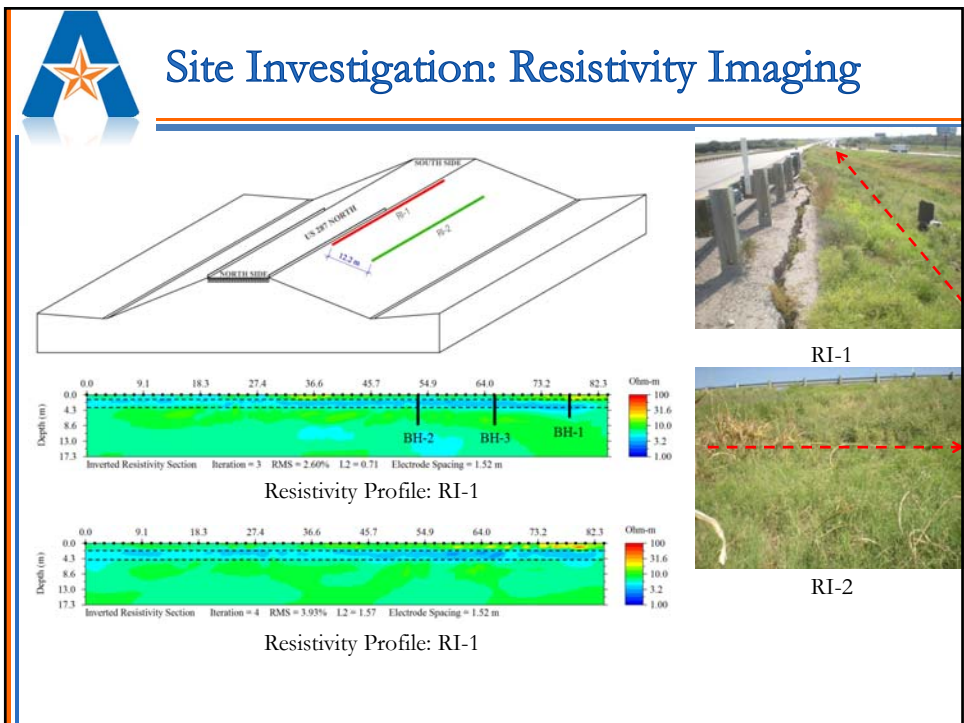 Site Investigation: Resistivity Imaging
SOUTH SIDE
US 287 NORTH
RI-1
RI-2
12.2 m
NORTH SIDE
RI-1
0.0 9.1 18.3 27.4 36.6 45.7 54.9 64.0 73.2 82.3 Ohm-m
Depth (m)
0.0
4.3
8.6
13.0
17.3
BH-2 BH-3 BH-1
100
31.6
10.0
3.2
1.00
Inverted Resistivity Section Iteration = 3 RMS = 2.60% L2 = 0.71 Electrode Spacing = 1.52 m
Resistivity Profile: RI-1
0.0 9.1 18.3 27.4 36.6 45.7 54.9 64.0 73.2 82.3 Ohm-m
Depth (m)
0.0
4.3
8.6
13.0
17.3
100
31.6
10.0
3.2
1.00
Inverted Resistivity Section Iteration = 4 RMS = 3.93% L2 = 1.57 Electrode Spacing = 1.52 m
Resistivity Profile: RI-1
RI-2